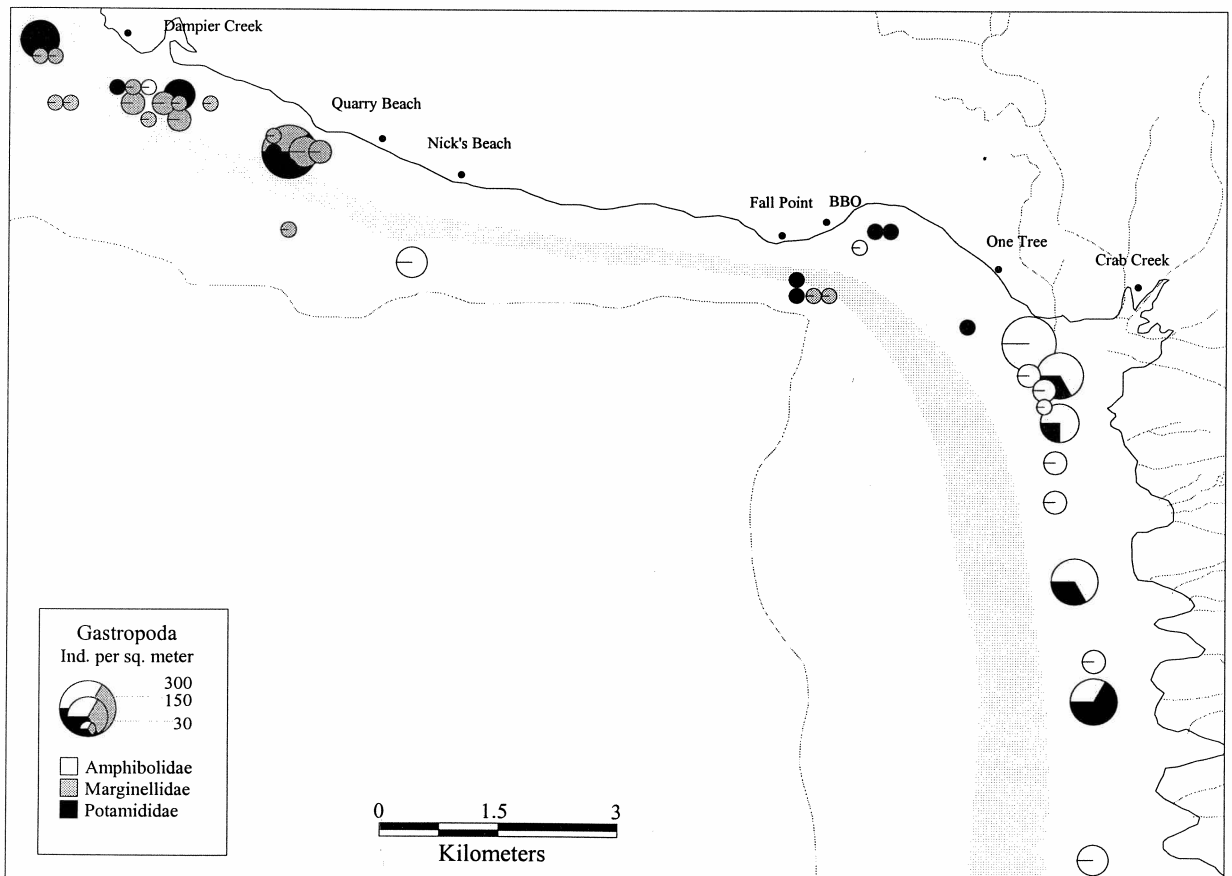 Dampier Creek
Quarry Beach
Nick's Beach
Fall Point
BBO
One Tree
Crab Creek
Gastropoda
Ind. per sq. meter
300
150
30
Amphibolidae
Marginellidae
Potamididae
0 1.5 3
Kilometers